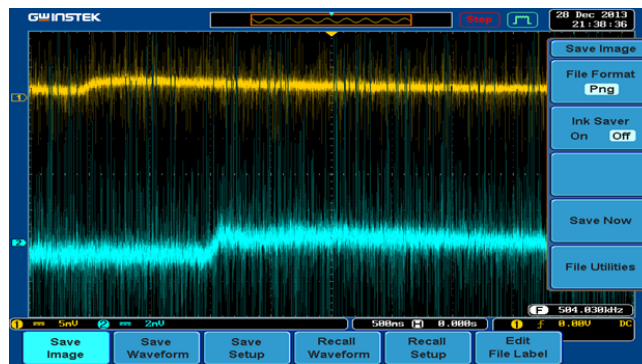 GWINSTEK
Stop
28 Dec 2013
21:38:36
Save Image
File Format
Png
Ink Saver
On Off
Save Now
File Utilities
1
2
F 504.030kHz
1 5mV 2 2mV 500ms H 0.000s 1 0.00V DC
Save Image
Save Waveform
Save Setup
Recall Waveform
Recall Setup
Edit File Label